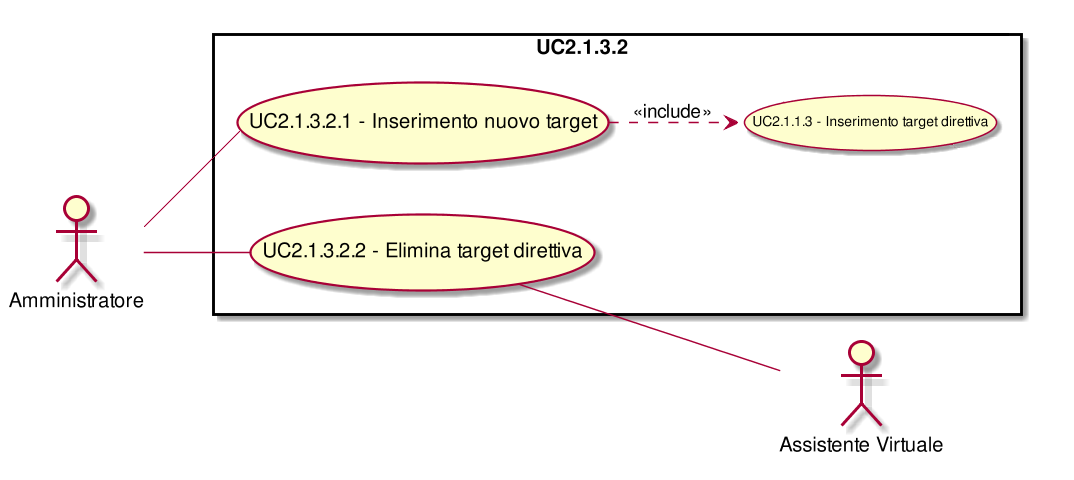 UC2.1.3.2
UC2.1.3.2.1 - Inserimento nuovo target
«include»
UC2.1.1.3 - Inserimento target direttiva
UC2.1.3.2.2 - Elimina target direttiva
Amministratore
Assistente Virtuale